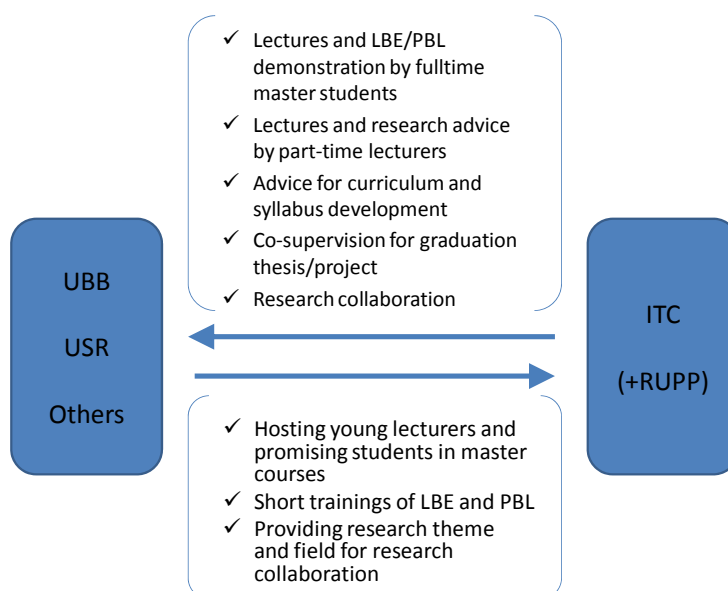 ✓ Lectures and LBE/PBL
demonstration by fulltime
master students
✓ Lectures and research advice
by part-time lecturers
✓ Advice for curriculum and
syllabus development
✓ Co-supervision for graduation
thesis/project
✓ Research collaboration
UBB
USR
Others
ITC
(+RUPP)
✓ Hosting young lecturers and
promising students in master
courses
✓ Short trainings of LBE and PBL
✓ Providing research theme
and field for research
collaboration